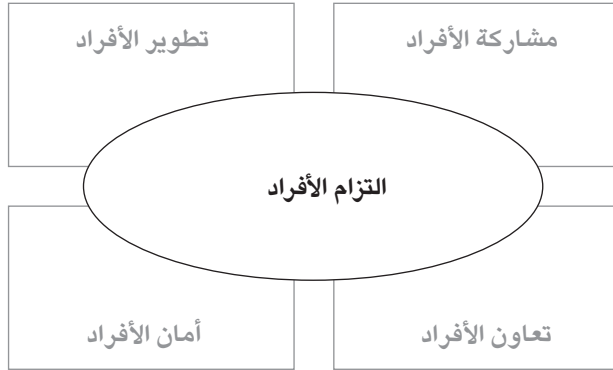 مشاركة الأفراد
تطوير الأفراد
التزام الأفراد
تعاون الأفراد
أمان الأفراد